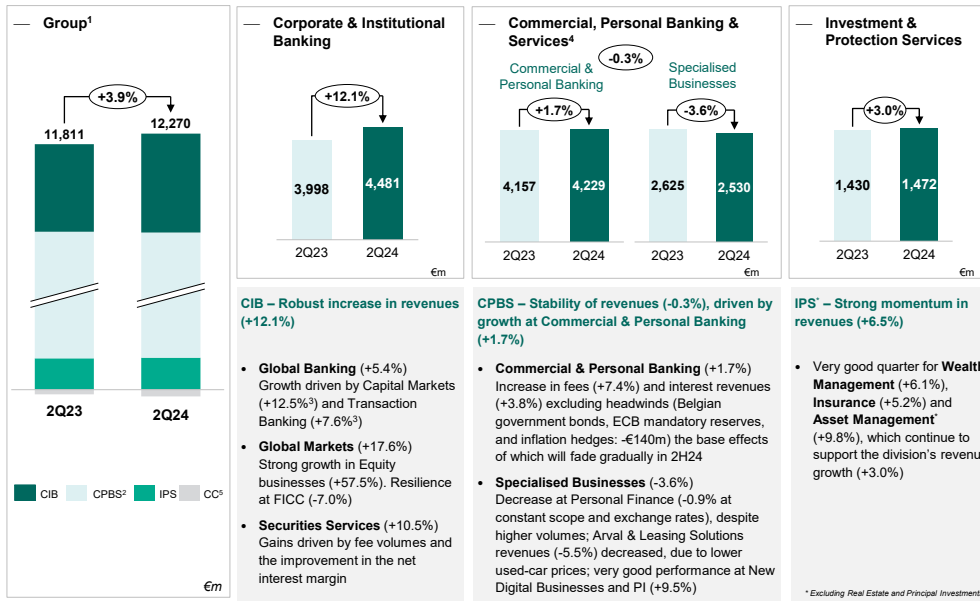 — Group¹
+3.9%
11,811
12,270
2Q23
2Q24
CIB
CPBS²
IPS
CC⁵
€m
— Corporate & Institutional
Banking
+12.1%
3,998
4,481
2Q23
2Q24
€m
CIB – Robust increase in revenues
(+12.1%)
• Global Banking (+5.4%)
Growth driven by Capital Markets
(+12.5%³) and Transaction
Banking (+7.6%³)
• Global Markets (+17.6%)
Strong growth in Equity
businesses (+57.5%). Resilience
at FICC (-7.0%)
• Securities Services (+10.5%)
Gains driven by fee volumes and
the improvement in the net
interest margin
— Commercial, Personal Banking &
Services⁴
-0.3%
Commercial &
Personal Banking
Specialised
Businesses
+1.7%
-3.6%
4,157
4,229
2,625
2,530
2Q23
2Q24
2Q23
2Q24
€m
CPBS – Stability of revenues (-0.3%), driven by
growth at Commercial & Personal Banking
(+1.7%)
• Commercial & Personal Banking (+1.7%)
Increase in fees (+7.4%) and interest revenues
(+3.8%) excluding headwinds (Belgian
government bonds, ECB mandatory reserves,
and inflation hedges: -€140m) the base effects
of which will fade gradually in 2H24
• Specialised Businesses (-3.6%)
Decrease at Personal Finance (-0.9% at
constant scope and exchange rates), despite
higher volumes; Arval & Leasing Solutions
revenues (-5.5%) decreased, due to lower
used-car prices; very good performance at New
Digital Businesses and PI (+9.5%)
— Investment &
Protection Services
+3.0%
1,430
1,472
2Q23
2Q24
€m
IPS* – Strong momentum in
revenues (+6.5%)
• Very good quarter for Wealth
Management (+6.1%),
Insurance (+5.2%) and
Asset Management*
(+9.8%), which continue to
support the division's revenu
growth (+3.0%)
* Excluding Real Estate and Principal Investment